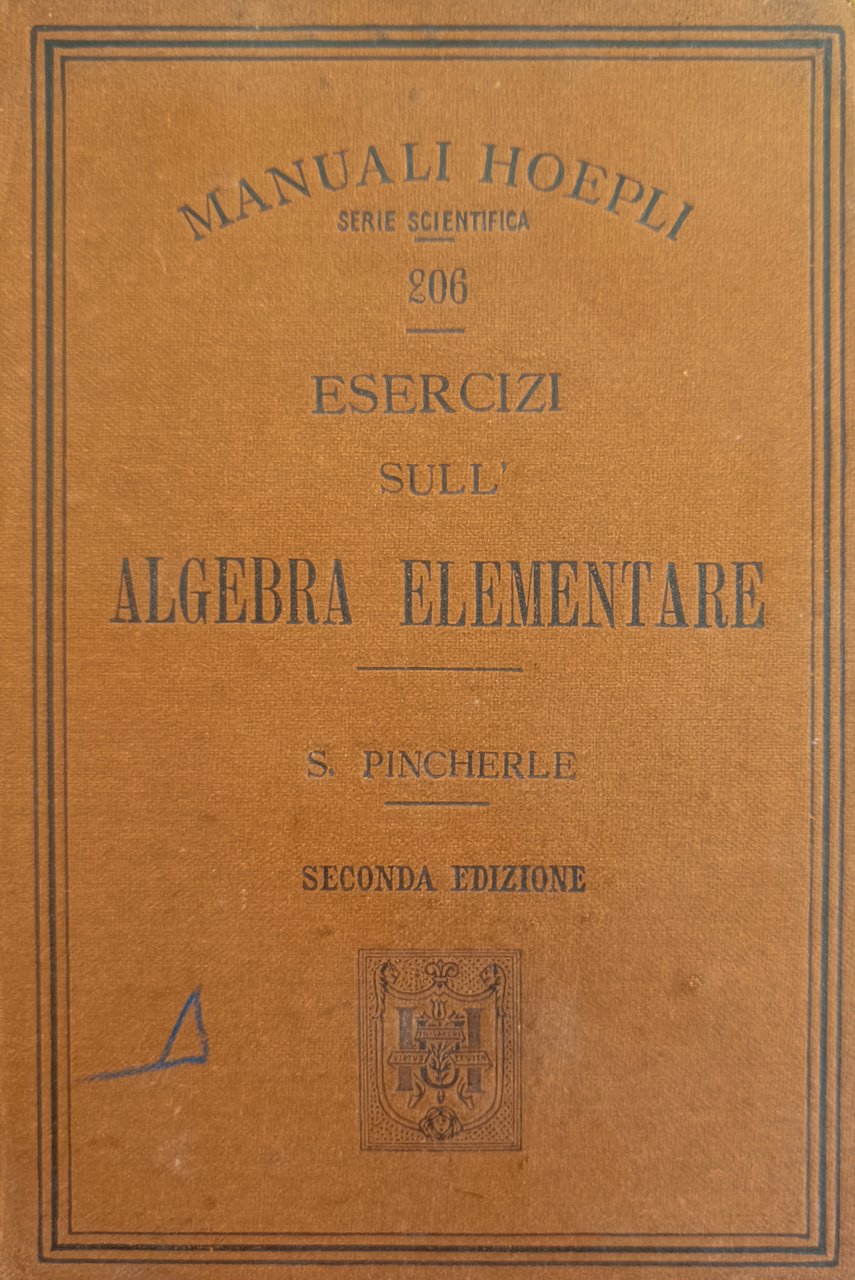 MANUALI HOEPLI
SERIE SCIENTIFICA
206
ESERCIZI
SULL'
ALGEBRA ELEMENTARE
S. PINCHERLE
SECONDA EDIZIONE
H